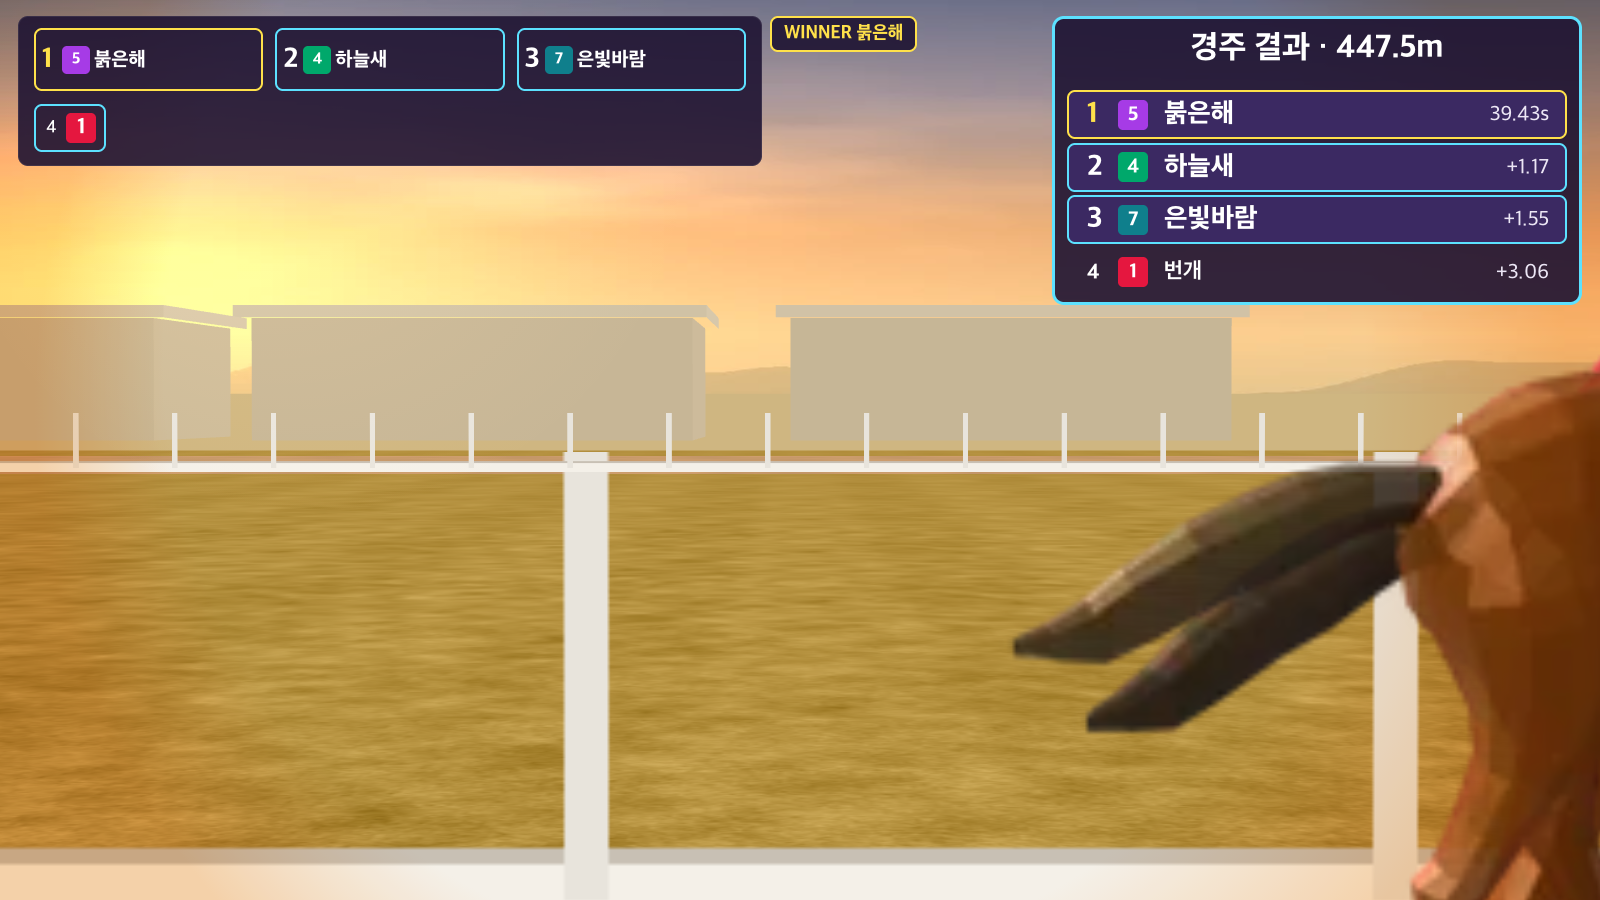 1 5 붉은해
2 4 하늘새
3 7 은빛바람
4 1
WINNER 붉은해
경주 결과 · 447.5m
1 5 붉은해 39.43s
2 4 하늘새 +1.17
3 7 은빛바람 +1.55
4 1 번개 +3.06